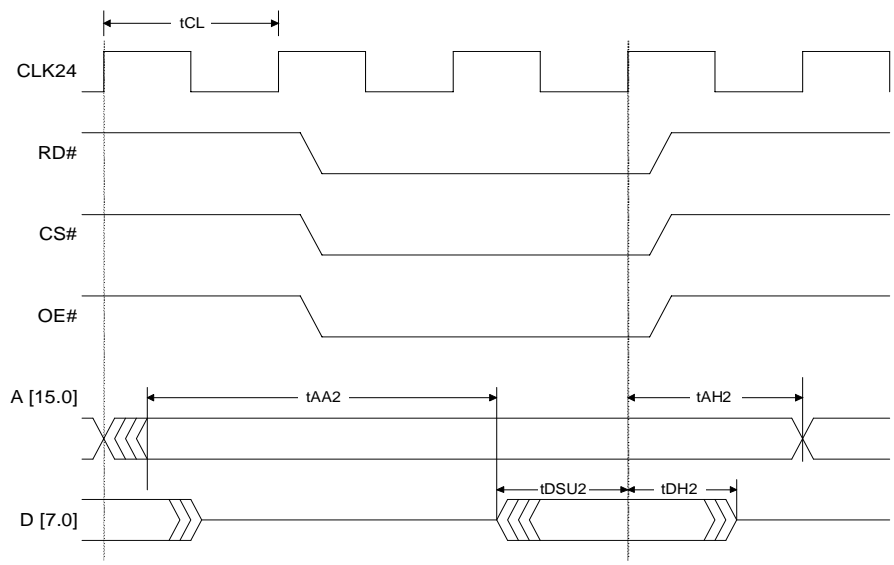 tCL
CLK24
RD#
CS#
OE#
A [15.0]
tAA2
tAH2
tDSU2
tDH2
D [7.0]